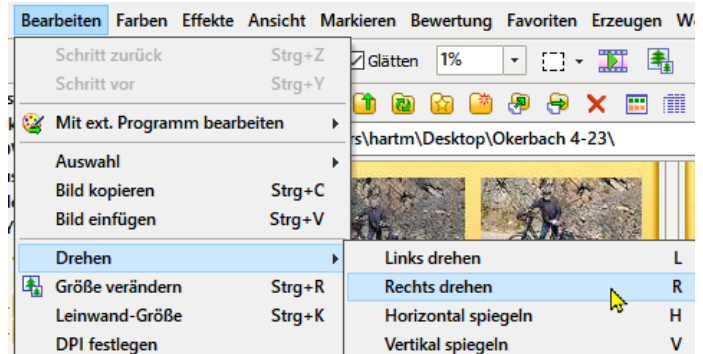 Bearbeiten Farben Effekte Ansicht Markieren Bewertung Favoriten Erzeugen W
Schritt zurück Strg+Z
Glätten 1%
Schritt vor Strg+Y
Mit ext. Programm bearbeiten
rs\hartm\Desktop\Okerbach 4-23\
Auswahl
Bild kopieren Strg+C
Bild einfügen Strg+V
Drehen
Links drehen L
Größe verändern Strg+R
Rechts drehen R
Leinwand-Größe Strg+K
Horizontal spiegeln H
DPI festlegen
Vertikal spiegeln V